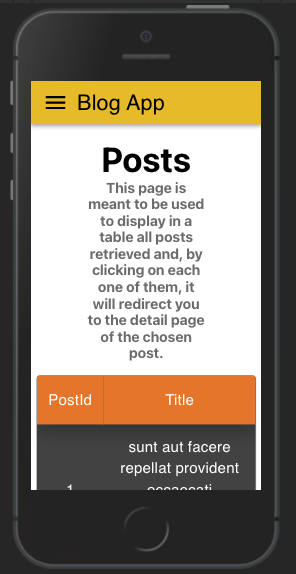 Blog App
Posts
This page is
meant to be used
to display in a
table all posts
retrieved and, by
clicking on each
one of them, it
will redirect you
to the detail page
of the chosen
post.
PostId Title
sunt aut facere
repellat provident
1 occaecati